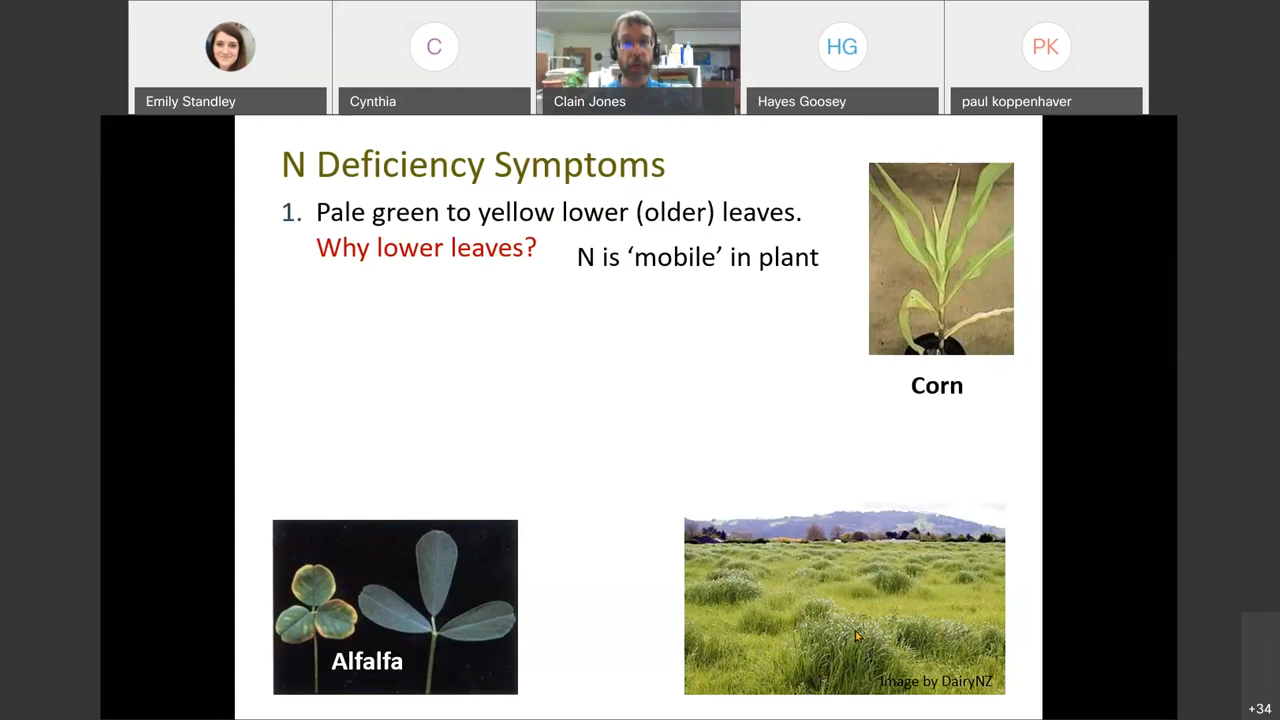 C
HG
PK
Emily Standley
Cynthia
Clain Jones
Hayes Goosey
paul koppenhaver
N Deficiency Symptoms
1. Pale green to yellow lower (older) leaves.
Why lower leaves?
N is ‘mobile’ in plant
Corn
Alfalfa
Image by DairyNZ
+34